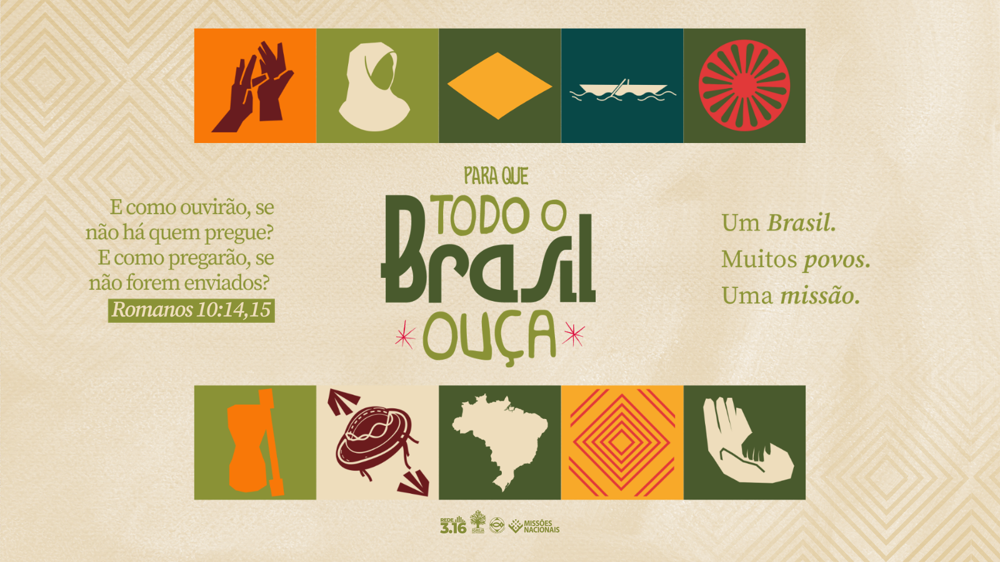 PARA QUE
TODO O
Brasil
OUÇA
E como ouvirão, se
não há quem pregue?
E como pregarão, se
não forem enviados?
Romanos 10:14,15
Um Brasil.
Muitos povos.
Uma missão.
REDE
3.16
IGREJA
MISSÕES
NACIONAIS